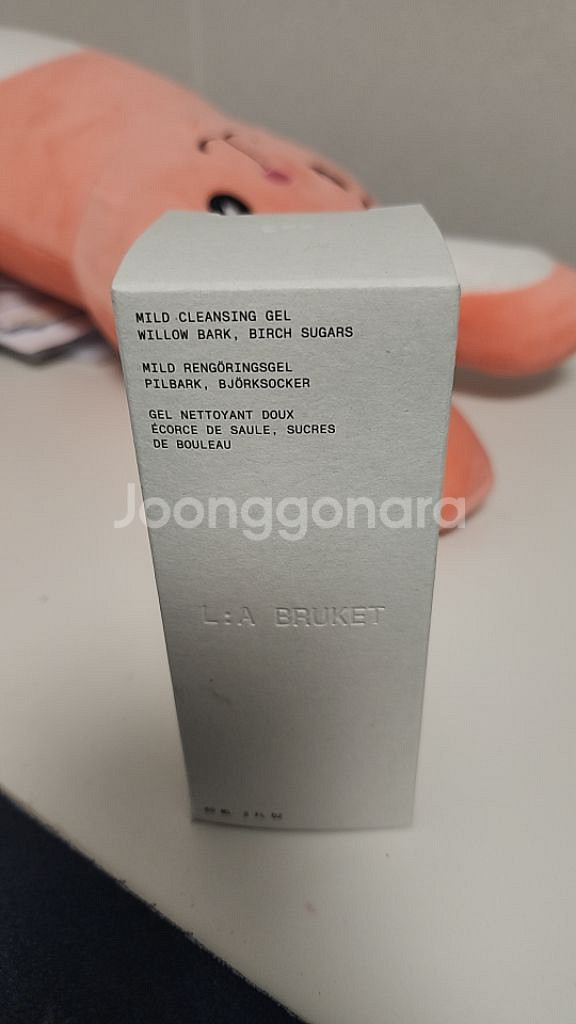 MILD CLEANSING GEL
WILLOW BARK, BIRCH SUGARS
MILD RENGÖRINGSGEL
PILBARK, BJÖRKSOCKER
GEL NETTOYANT DOUX
ÉCORCE DE SAULE, SUCRES
DE BOULEAU
Joonggonara
L:A BRUKET